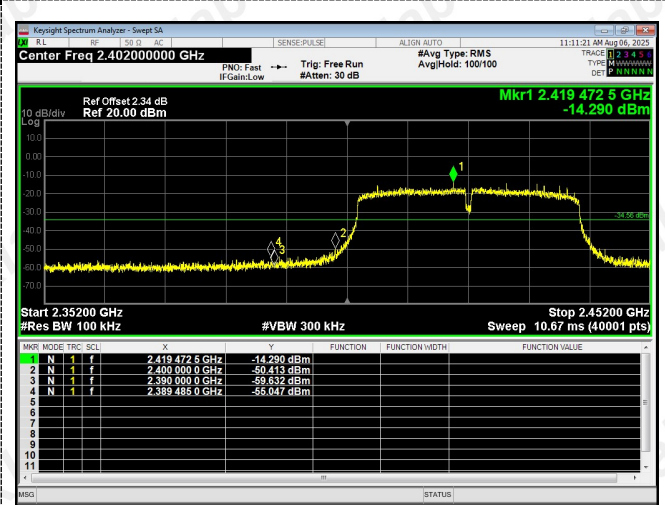 Keysight Spectrum Analyzer - Swept SA
RL RF 50 Ω AC SENSE:PULSE ALIGN AUTO 11:11:21 AM Aug 06, 2025
Center Freq 2.402000000 GHz
PNO: Fast
IFGain:Low
Trig: Free Run
#Atten: 30 dB
#Avg Type: RMS
Avg|Hold: 100/100
TRACE 1 2 3 4 5 6
TYPE M
DET P N N N N N
Mkr1 2.419 472 5 GHz
-14.290 dBm
Ref Offset 2.34 dB
10 dB/div Ref 20.00 dBm
Log
10.0
0.00
-10.0
-20.0
-30.0
-40.0
-50.0
-60.0
-70.0
1
2
4
3
-34.56 dBm
Start 2.35200 GHz Stop 2.45200 GHz
#Res BW 100 kHz #VBW 300 kHz Sweep 10.67 ms (40001 pts)
MKR MODE TRC SCL X Y FUNCTION FUNCTION WIDTH FUNCTION VALUE
1 N 1 f 2.419 472 5 GHz -14.290 dBm
2 N 1 f 2.400 000 0 GHz -50.413 dBm
3 N 1 f 2.390 000 0 GHz -59.632 dBm
4 N 1 f 2.389 485 0 GHz -55.047 dBm
5
6
7
8
9
10
11
MSG STATUS